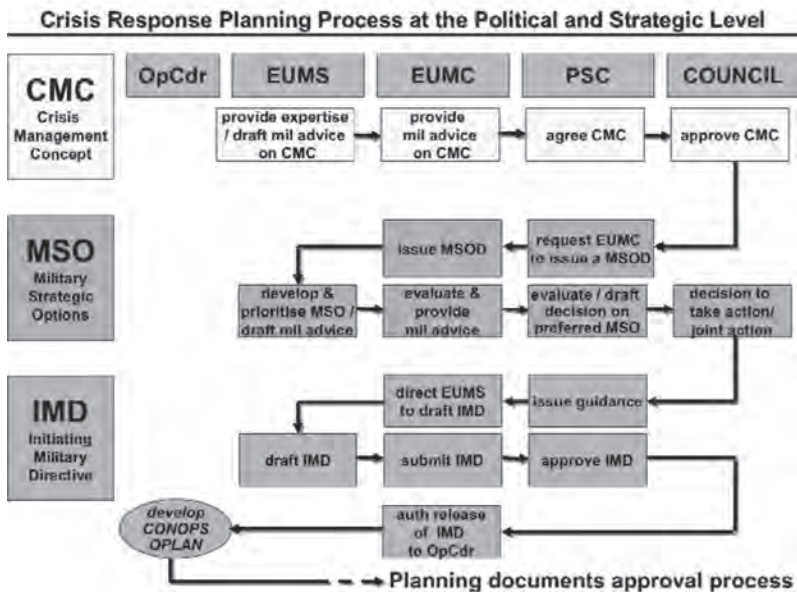 Crisis Response Planning Process at the Political and Strategic Level
CMC
Crisis
Management
Concept
OpCdr
EUMS
EUMC
PSC
COUNCIL
provide expertise
/ draft mil advice
on CMC
provide
mil advice
on CMC
agree CMC
approve CMC
MSO
Military
Strategic
Options
issue MSOD
request EUMC
to issue a MSOD
develop &
prioritise MSO /
draft mil advice
evaluate &
provide
mil advice
evaluate / draft
decision on
preferred MSO
decision to
take action/
joint action
IMD
Initiating
Military
Directive
direct EUMS
to draft IMD
issue guidance
draft IMD
submit IMD
approve IMD
develop
CONOPS
OPLAN
auth release
of IMD
to OpCdr
Planning documents approval process